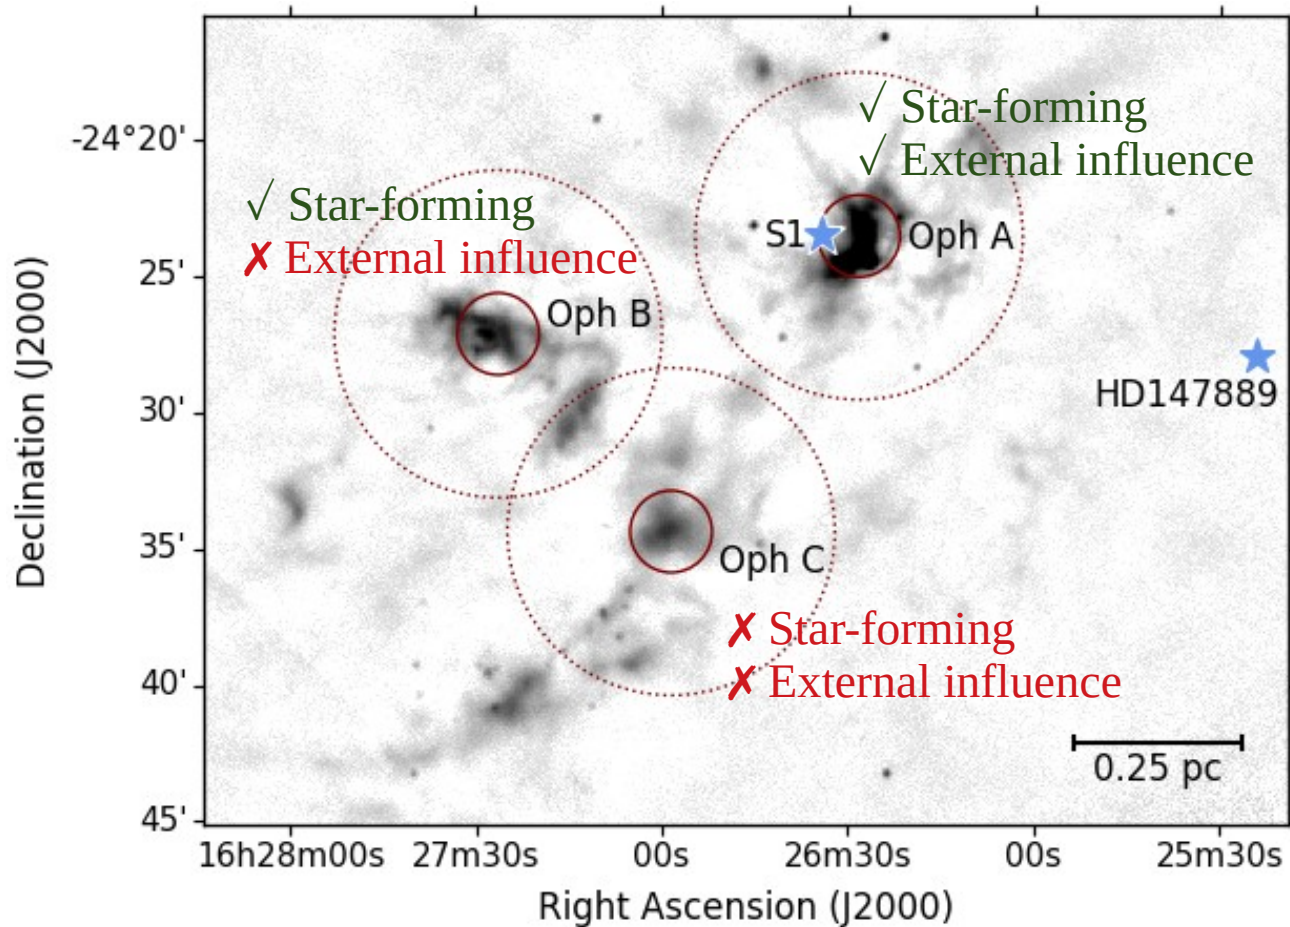 √ Star-forming
√ External influence
-24°20'
√ Star-forming
✗ External influence
S1
Oph A
25'
Oph B
HD147889
30'
Oph C
35'
✗ Star-forming
✗ External influence
40'
0.25 pc
45'
16h28m00s 27m30s 00s 26m30s 00s 25m30s
Right Ascension (J2000)
Declination (J2000)